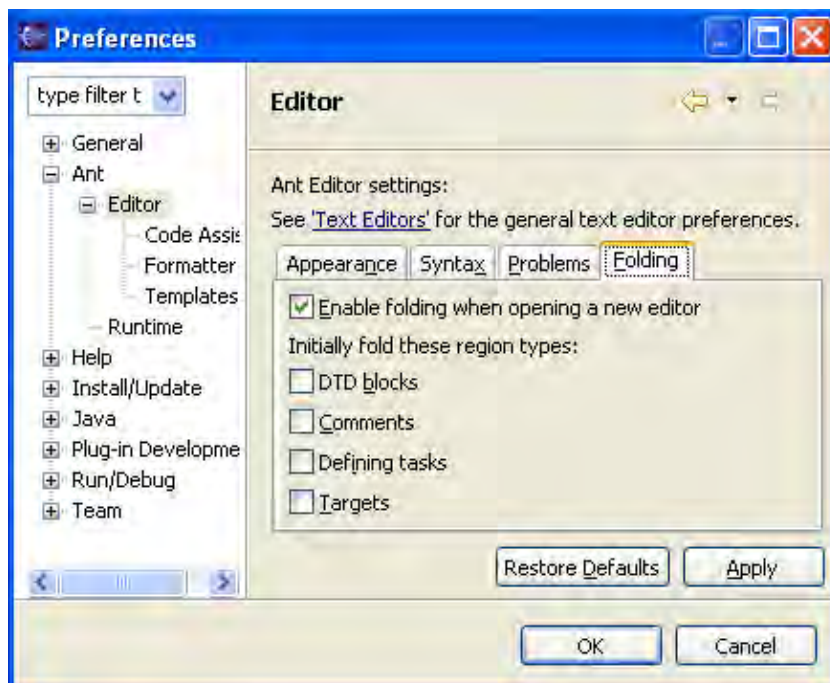 Preferences
type filter t
General
Ant
Editor
Code Assis
Formatter
Templates
Runtime
Help
Install/Update
Java
Plug-in Developme
Run/Debug
Team
Editor
Ant Editor settings:
See 'Text Editors' for the general text editor preferences.
Appearance Syntax Problems Folding
Enable folding when opening a new editor
Initially fold these region types:
DTD blocks
Comments
Defining tasks
Targets
Restore Defaults Apply
OK Cancel